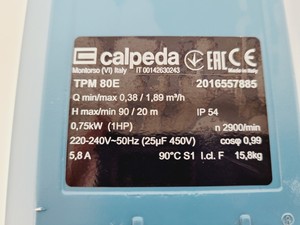 calpeda
Montorso (VI) Italy IT 00142630243
TPM 80E 2016557885
Q min/max 0,38 / 1,89 m³/h
H max/min 90 / 20 m IP 54
0,75kW (1HP) n 2900/min
220-240V~50Hz (25µF 450V) cosφ 0,99
5,8 A 90°C S1 I.cl. F 15,8kg